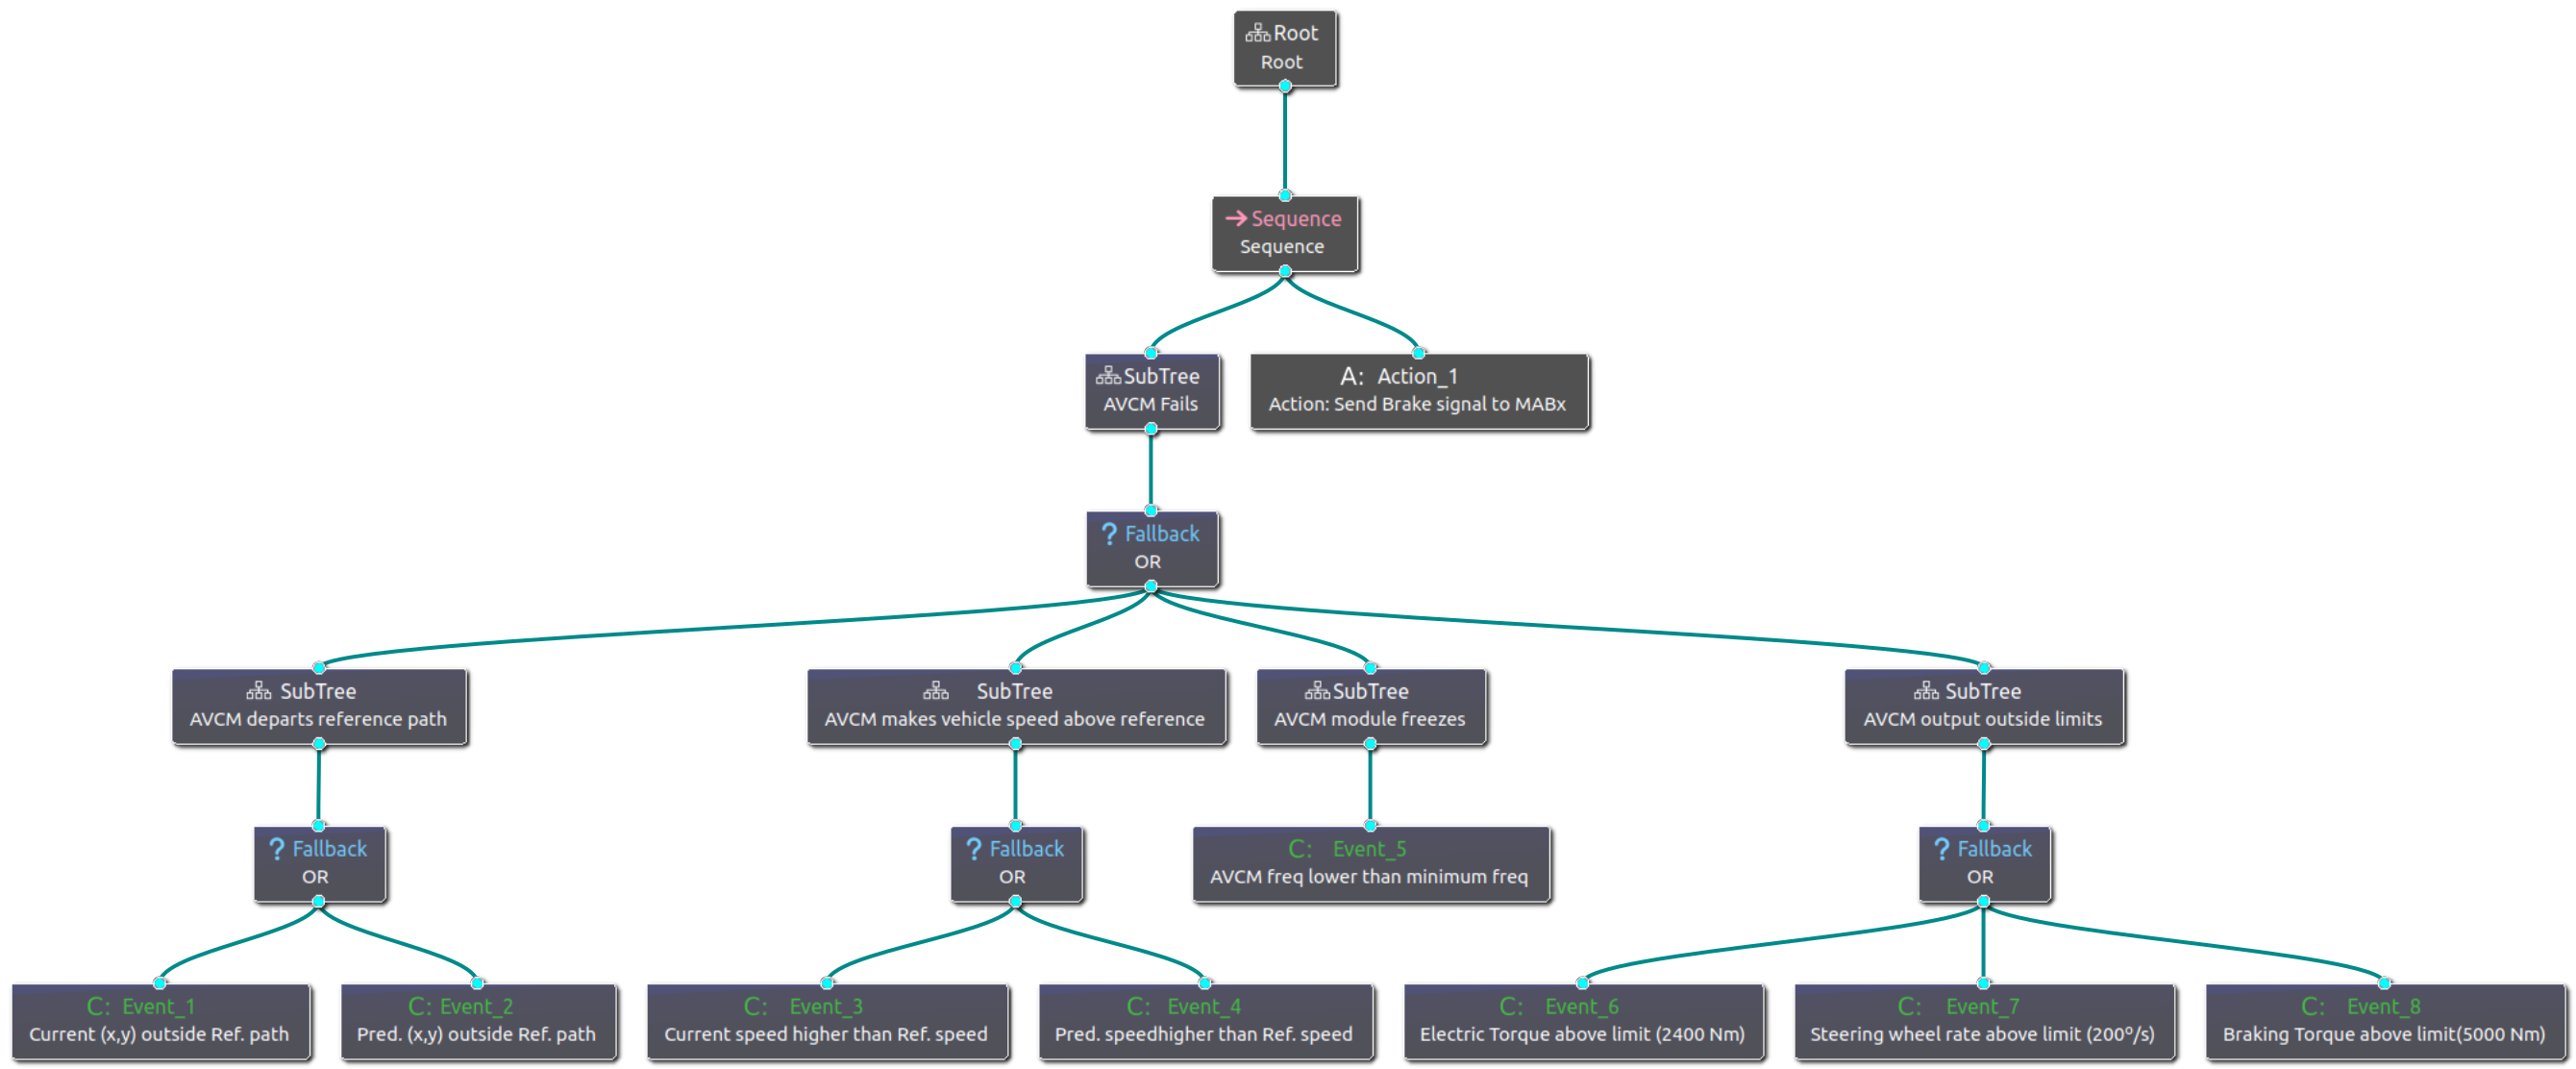 Root
Root
→ Sequence
Sequence
SubTree
AVCM Fails
A: Action_1
Action: Send Brake signal to MABx
? Fallback
OR
SubTree
AVCM departs reference path
SubTree
AVCM makes vehicle speed above reference
SubTree
AVCM module freezes
SubTree
AVCM output outside limits
? Fallback
OR
? Fallback
OR
C: Event_5
AVCM freq lower than minimum freq
? Fallback
OR
C: Event_1
Current (x,y) outside Ref. path
C: Event_2
Pred. (x,y) outside Ref. path
C: Event_3
Current speed higher than Ref. speed
C: Event_4
Pred. speedhigher than Ref. speed
C: Event_6
Electric Torque above limit (2400 Nm)
C: Event_7
Steering wheel rate above limit (200º/s)
C: Event_8
Braking Torque above limit(5000 Nm)